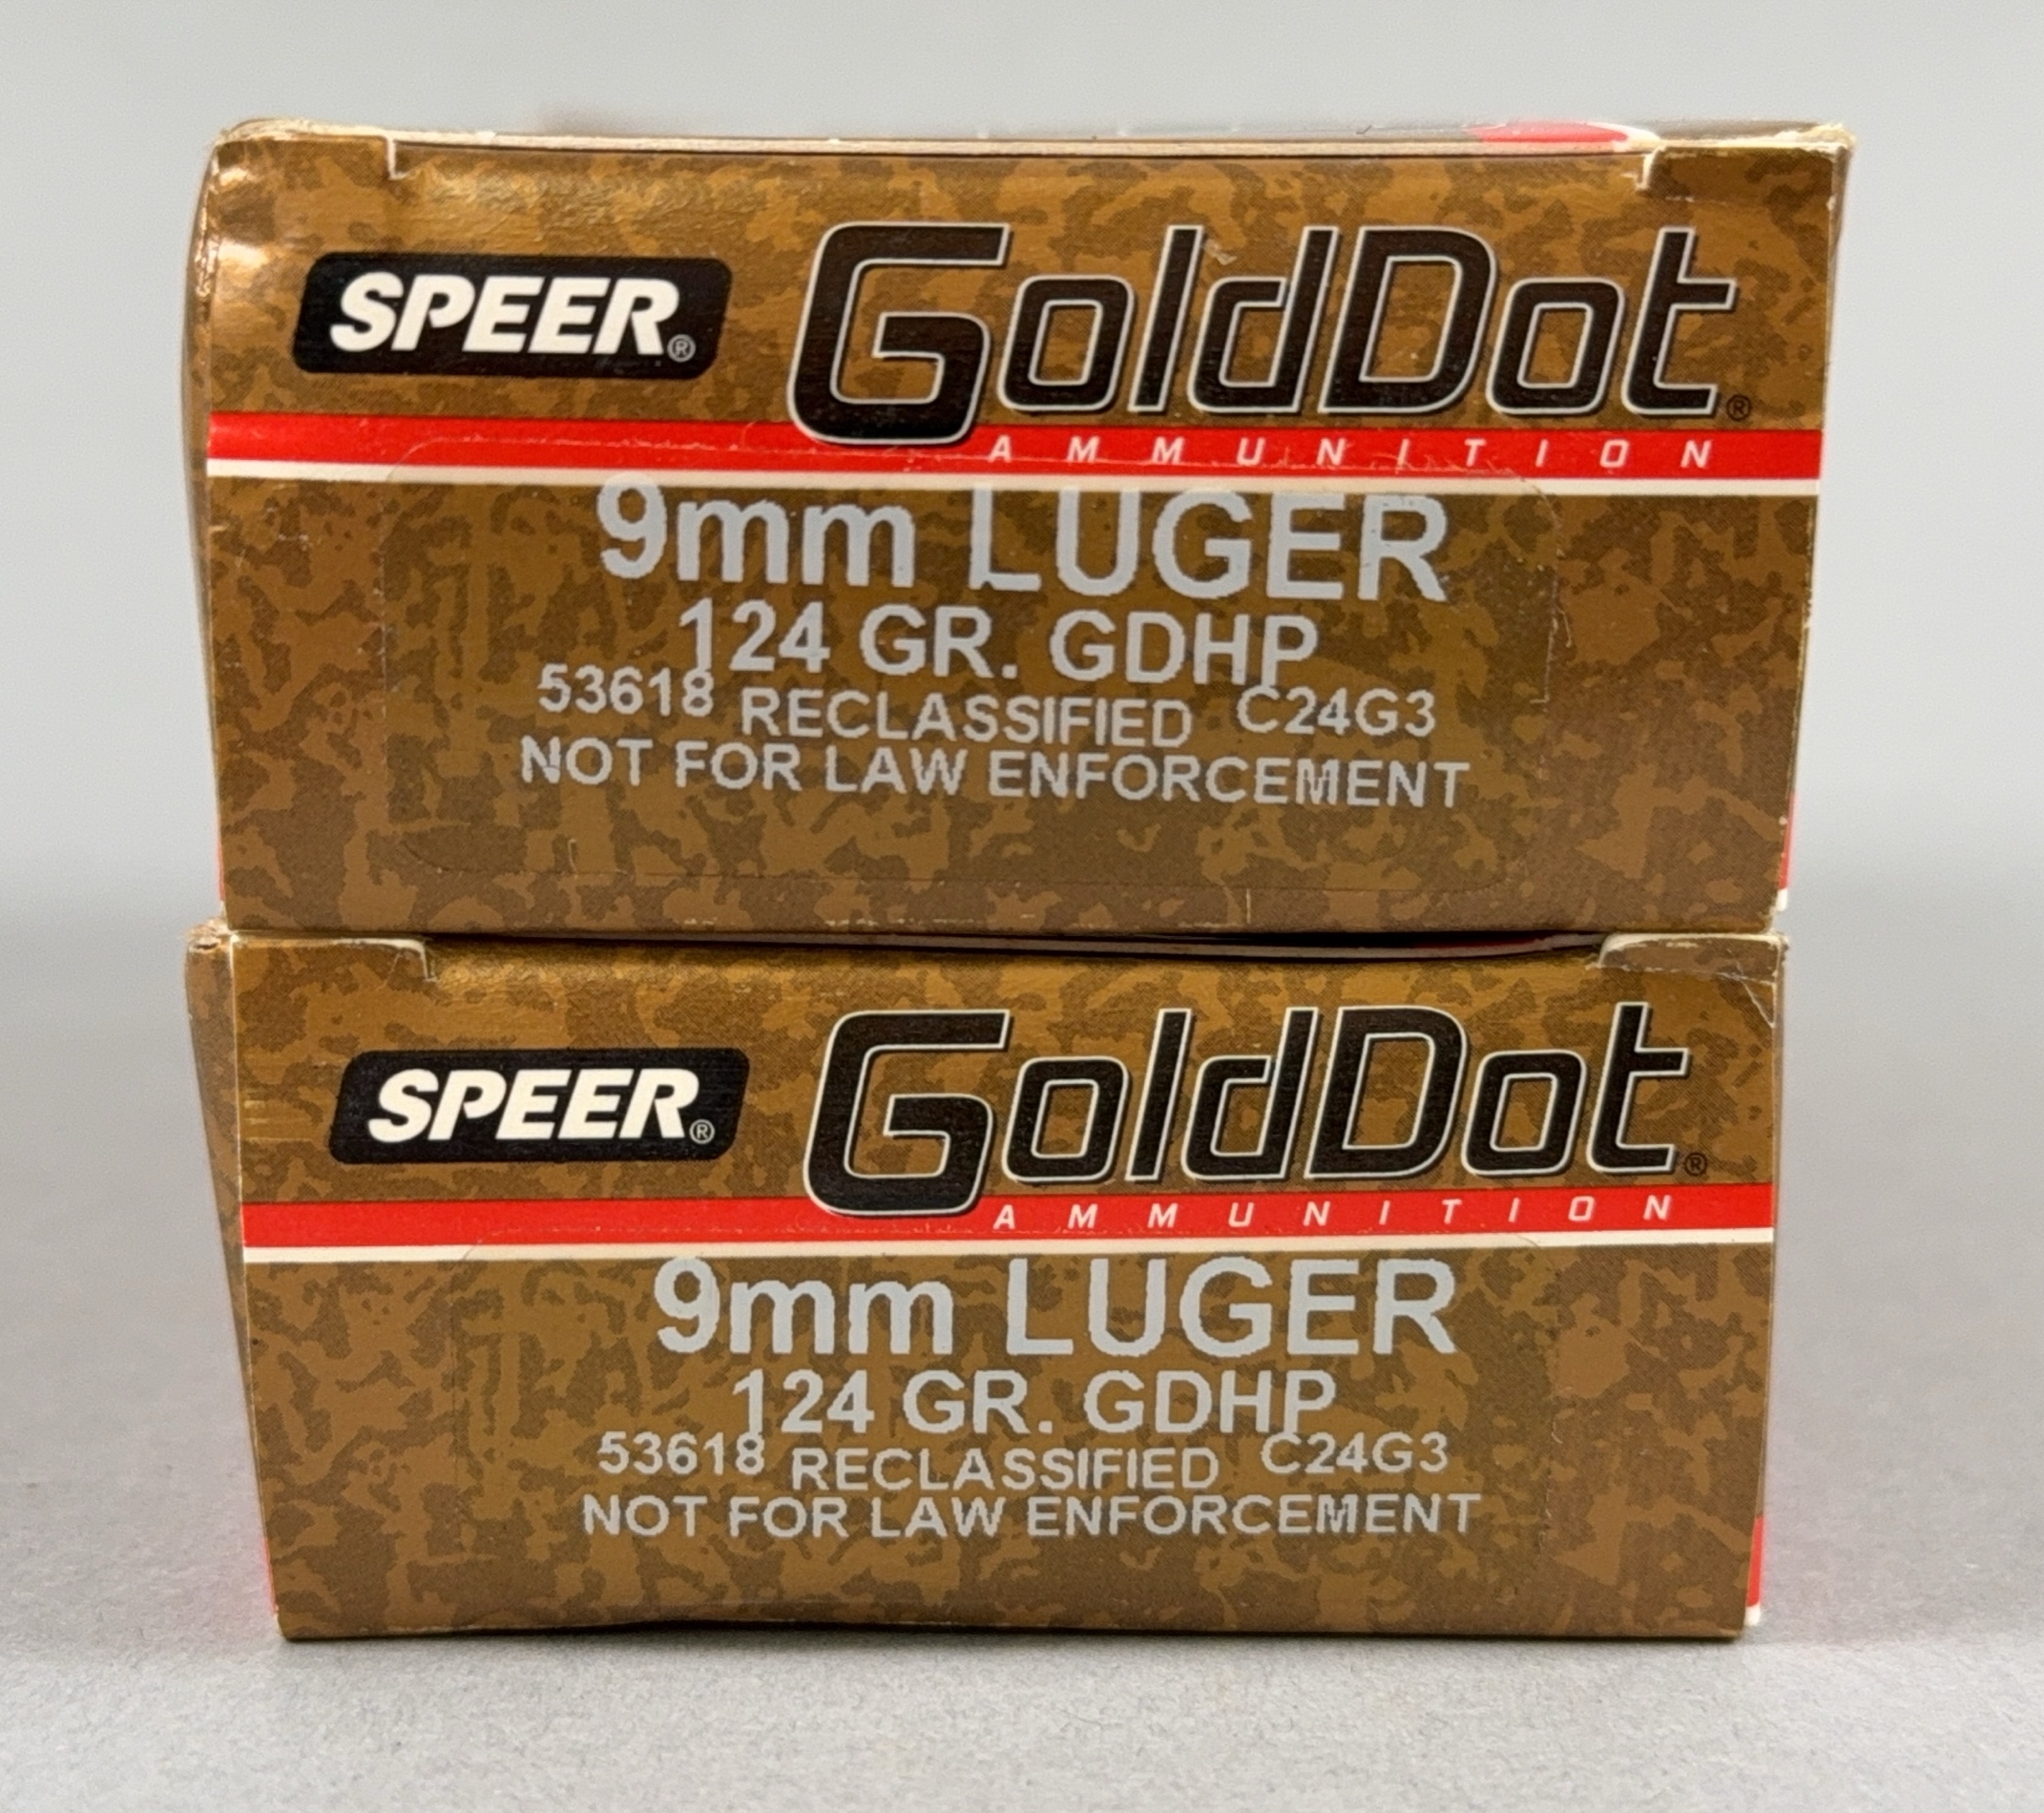 SPEER® GoldDot®
AMMUNITION
9mm LUGER
124 GR. GDHP
53618 RECLASSIFIED C24G3
NOT FOR LAW ENFORCEMENT
SPEER® GoldDot®
AMMUNITION
9mm LUGER
124 GR. GDHP
53618 RECLASSIFIED C24G3
NOT FOR LAW ENFORCEMENT